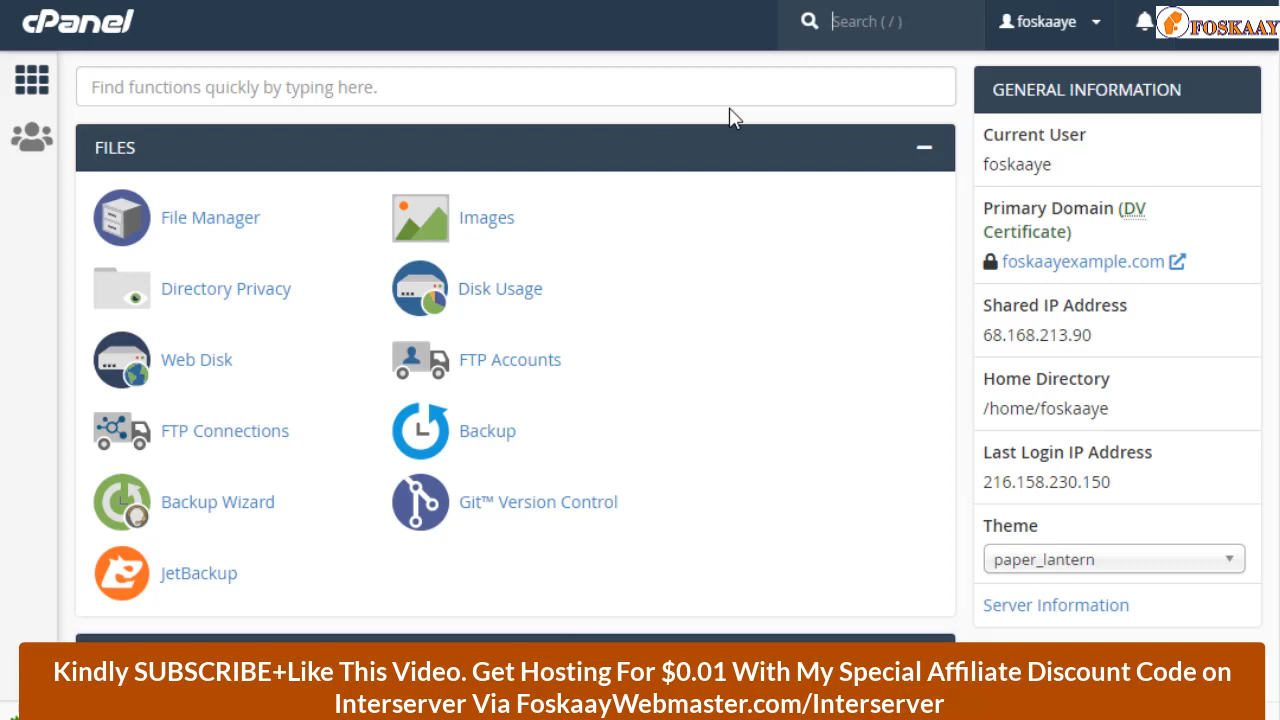 cPanel
Search ( / )
foskaaye
FOSKAAY
Find functions quickly by typing here.
FILES
File Manager
Images
Directory Privacy
Disk Usage
Web Disk
FTP Accounts
FTP Connections
Backup
Backup Wizard
Git™ Version Control
JetBackup
GENERAL INFORMATION
Current User
foskaaye
Primary Domain (DV
Certificate)
foskaayexample.com
Shared IP Address
68.168.213.90
Home Directory
/home/foskaaye
Last Login IP Address
216.158.230.150
Theme
paper_lantern
Server Information
Kindly SUBSCRIBE+Like This Video. Get Hosting For $0.01 With My Special Affiliate Discount Code on
Interserver Via FoskaayWebmaster.com/Interserver